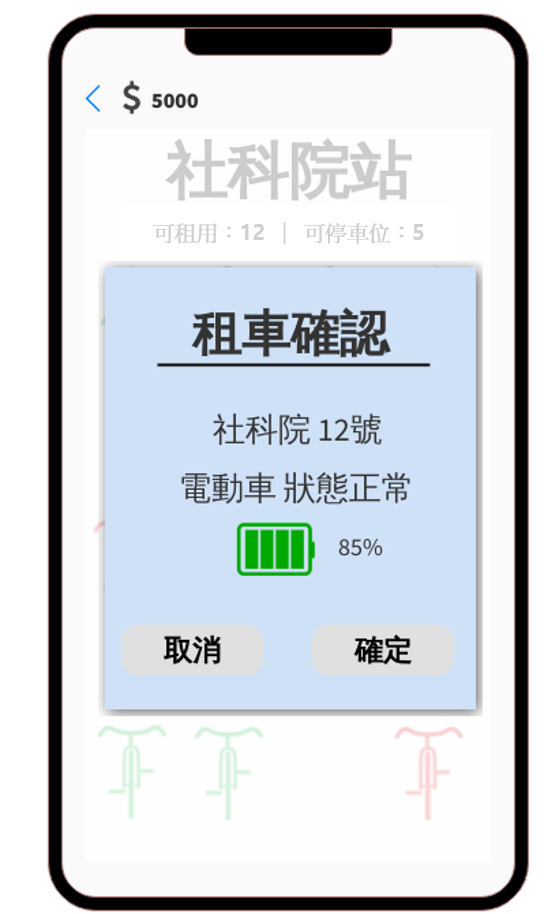 $ 5000
社科院站
可租用：12 | 可停車位：5
租車確認
社科院 12號
電動車 狀態正常
85%
取消 確定